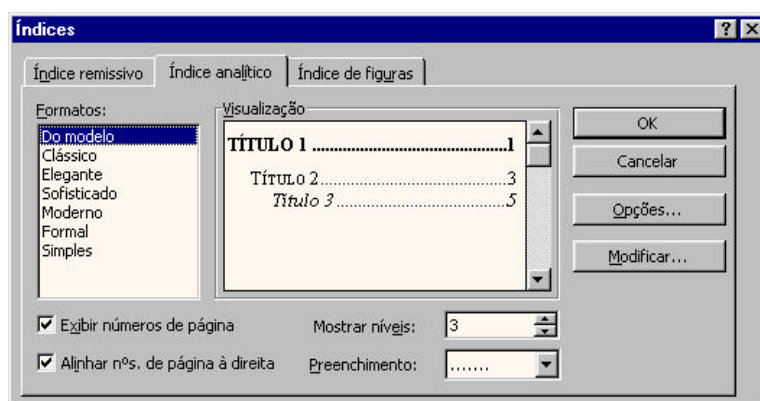 Índices
Índice remissivo Índice analítico Índice de figuras
Formatos:
Do modelo
Clássico
Elegante
Sofisticado
Moderno
Formal
Simples
Visualização
TÍTULO 1 ................................................1
TÍTULO 2..............................................3
Título 3..........................................5
OK
Cancelar
Opções...
Modificar...
Exibir números de página
Alinhar nºs. de página à direita
Mostrar níveis: 3
Preenchimento: .......